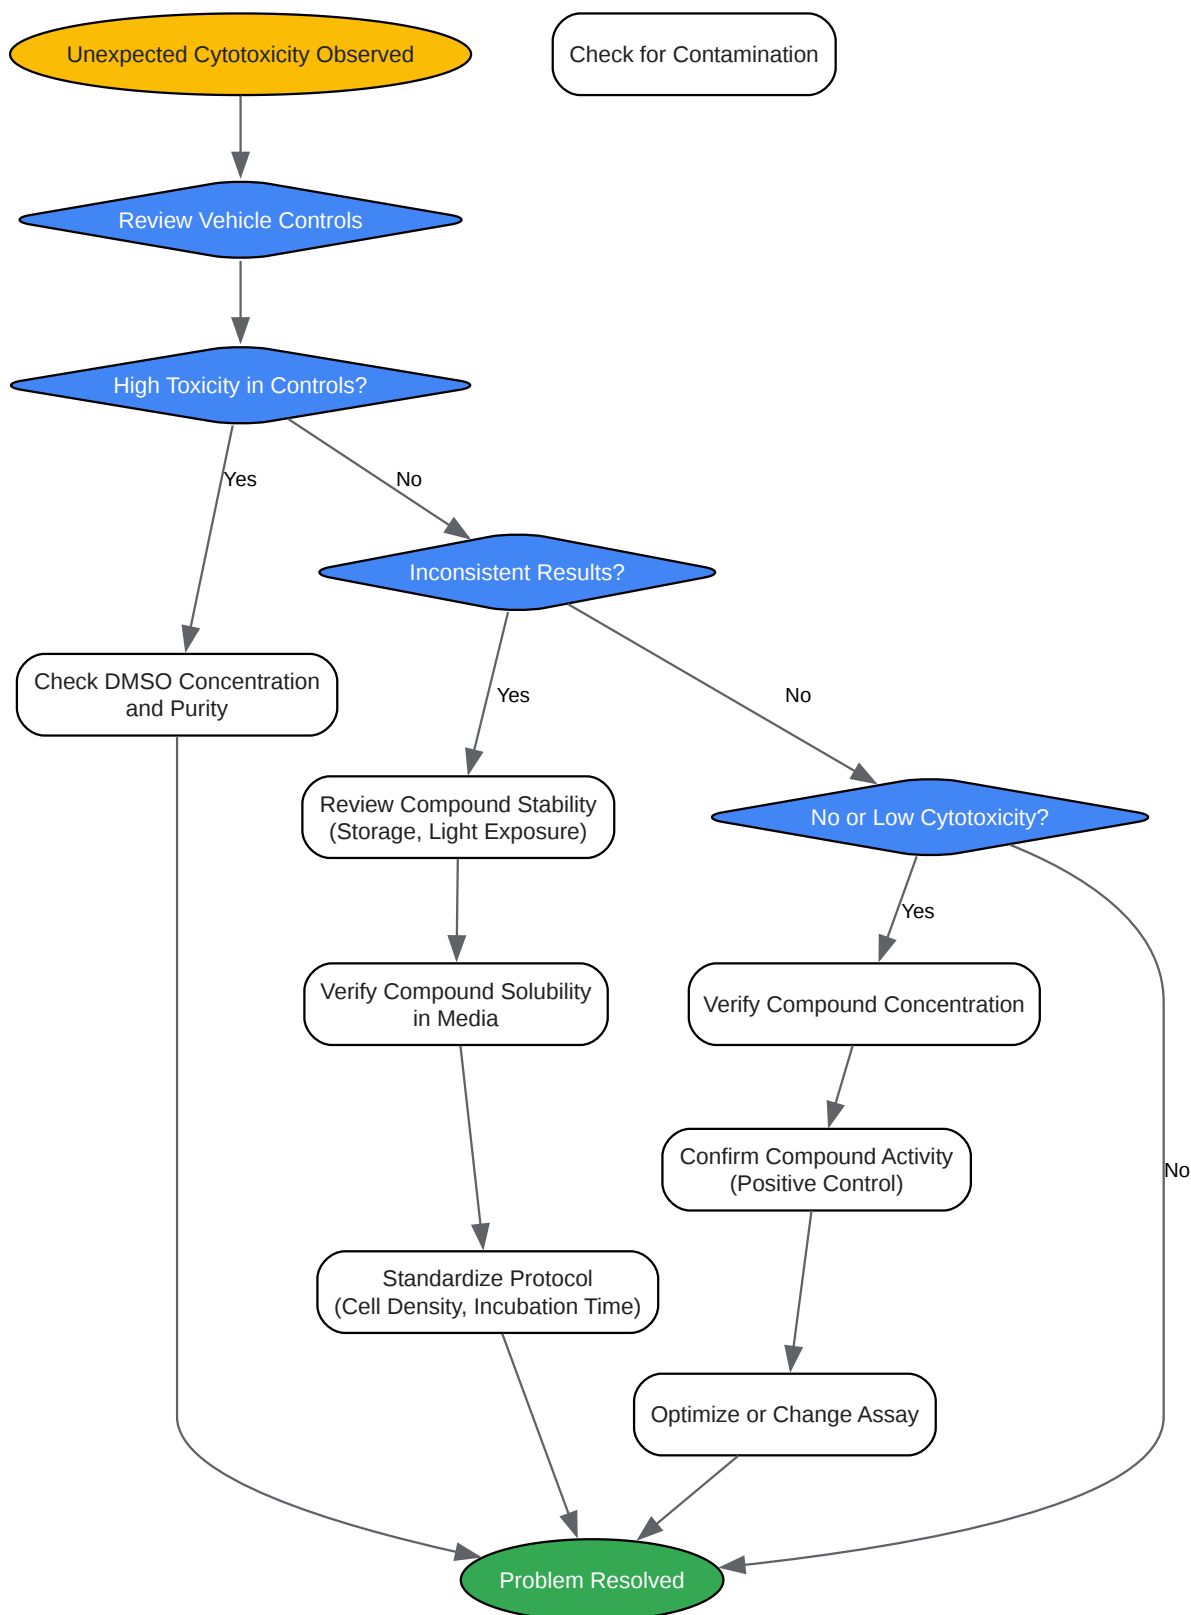 Unexpected Cytotoxicity Observed
Check for Contamination
Review Vehicle Controls
High Toxicity in Controls?
Yes
No
Inconsistent Results?
Check DMSO Concentration
and Purity
Yes
No
Review Compound Stability
(Storage, Light Exposure)
No or Low Cytotoxicity?
Yes
Verify Compound Solubility
in Media
Verify Compound Concentration
Confirm Compound Activity
(Positive Control)
No
Standardize Protocol
(Cell Density, Incubation Time)
Optimize or Change Assay
Problem Resolved